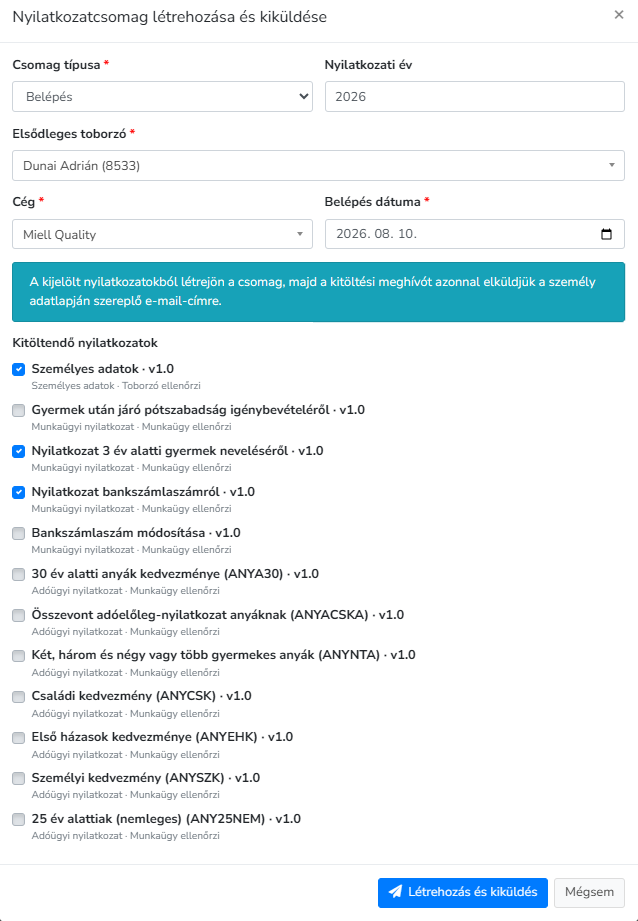 Nyilatkozatcsomag létrehozása és kiküldése
×
Csomag típusa *
Nyilatkozati év
Belépés
2026
Elsődleges toborzó *
Dunai Adrián (8533)
Cég *
Belépés dátuma *
Miell Quality
2026. 08. 10.
A kijelölt nyilatkozatokból létrejön a csomag, majd a kitöltési meghívót azonnal elküldjük a személy
adatlapján szereplő e-mail-címre.
Kitöltendő nyilatkozatok
Személyes adatok · v1.0
Személyes adatok · Toborzó ellenőrzi
Gyermek után járó pótszabadság igénybevételéről · v1.0
Munkaügyi nyilatkozat · Munkaügy ellenőrzi
Nyilatkozat 3 év alatti gyermek neveléséről · v1.0
Munkaügyi nyilatkozat · Munkaügy ellenőrzi
Nyilatkozat bankszámlaszámról · v1.0
Munkaügyi nyilatkozat · Munkaügy ellenőrzi
Bankszámlaszám módosítása · v1.0
Munkaügyi nyilatkozat · Munkaügy ellenőrzi
30 év alatti anyák kedvezménye (ANYA30) · v1.0
Adóügyi nyilatkozat · Munkaügy ellenőrzi
Összevont adóelőleg-nyilatkozat anyáknak (ANYACSKA) · v1.0
Adóügyi nyilatkozat · Munkaügy ellenőrzi
Két, három és négy vagy több gyermekes anyák (ANYNTA) · v1.0
Adóügyi nyilatkozat · Munkaügy ellenőrzi
Családi kedvezmény (ANYCSK) · v1.0
Adóügyi nyilatkozat · Munkaügy ellenőrzi
Első házasok kedvezménye (ANYEHK) · v1.0
Adóügyi nyilatkozat · Munkaügy ellenőrzi
Személyi kedvezmény (ANYSZK) · v1.0
Adóügyi nyilatkozat · Munkaügy ellenőrzi
25 év alattiak (nemleges) (ANY25NEM) · v1.0
Adóügyi nyilatkozat · Munkaügy ellenőrzi
Létrehozás és kiküldés
Mégsem